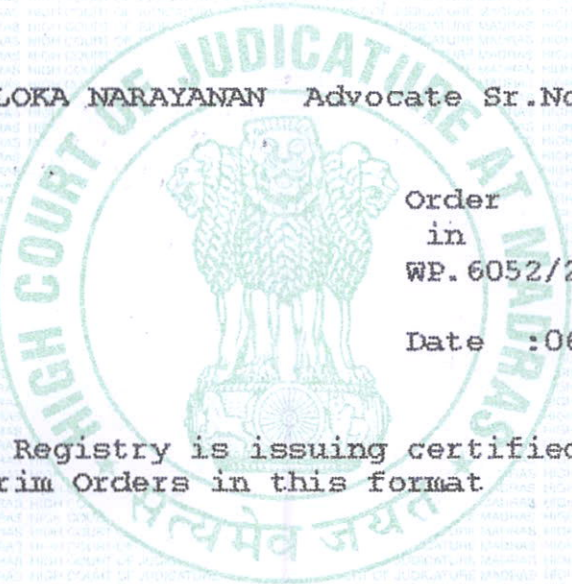 HIGH COURT OF JUDICATURE AT MADRAS
LOKA NARAYANAN Advocate Sr.No
Order
in
WP.6052/2
Date :06
Registry is issuing certified
rim Orders in this format
सत्यमेव जयते